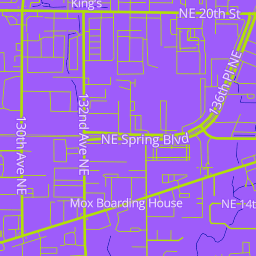 King's
NE 20th St
136th Pl NE
130th Ave NE
132nd Ave NE
NE Spring Blvd
Mox Boarding House
NE 14t